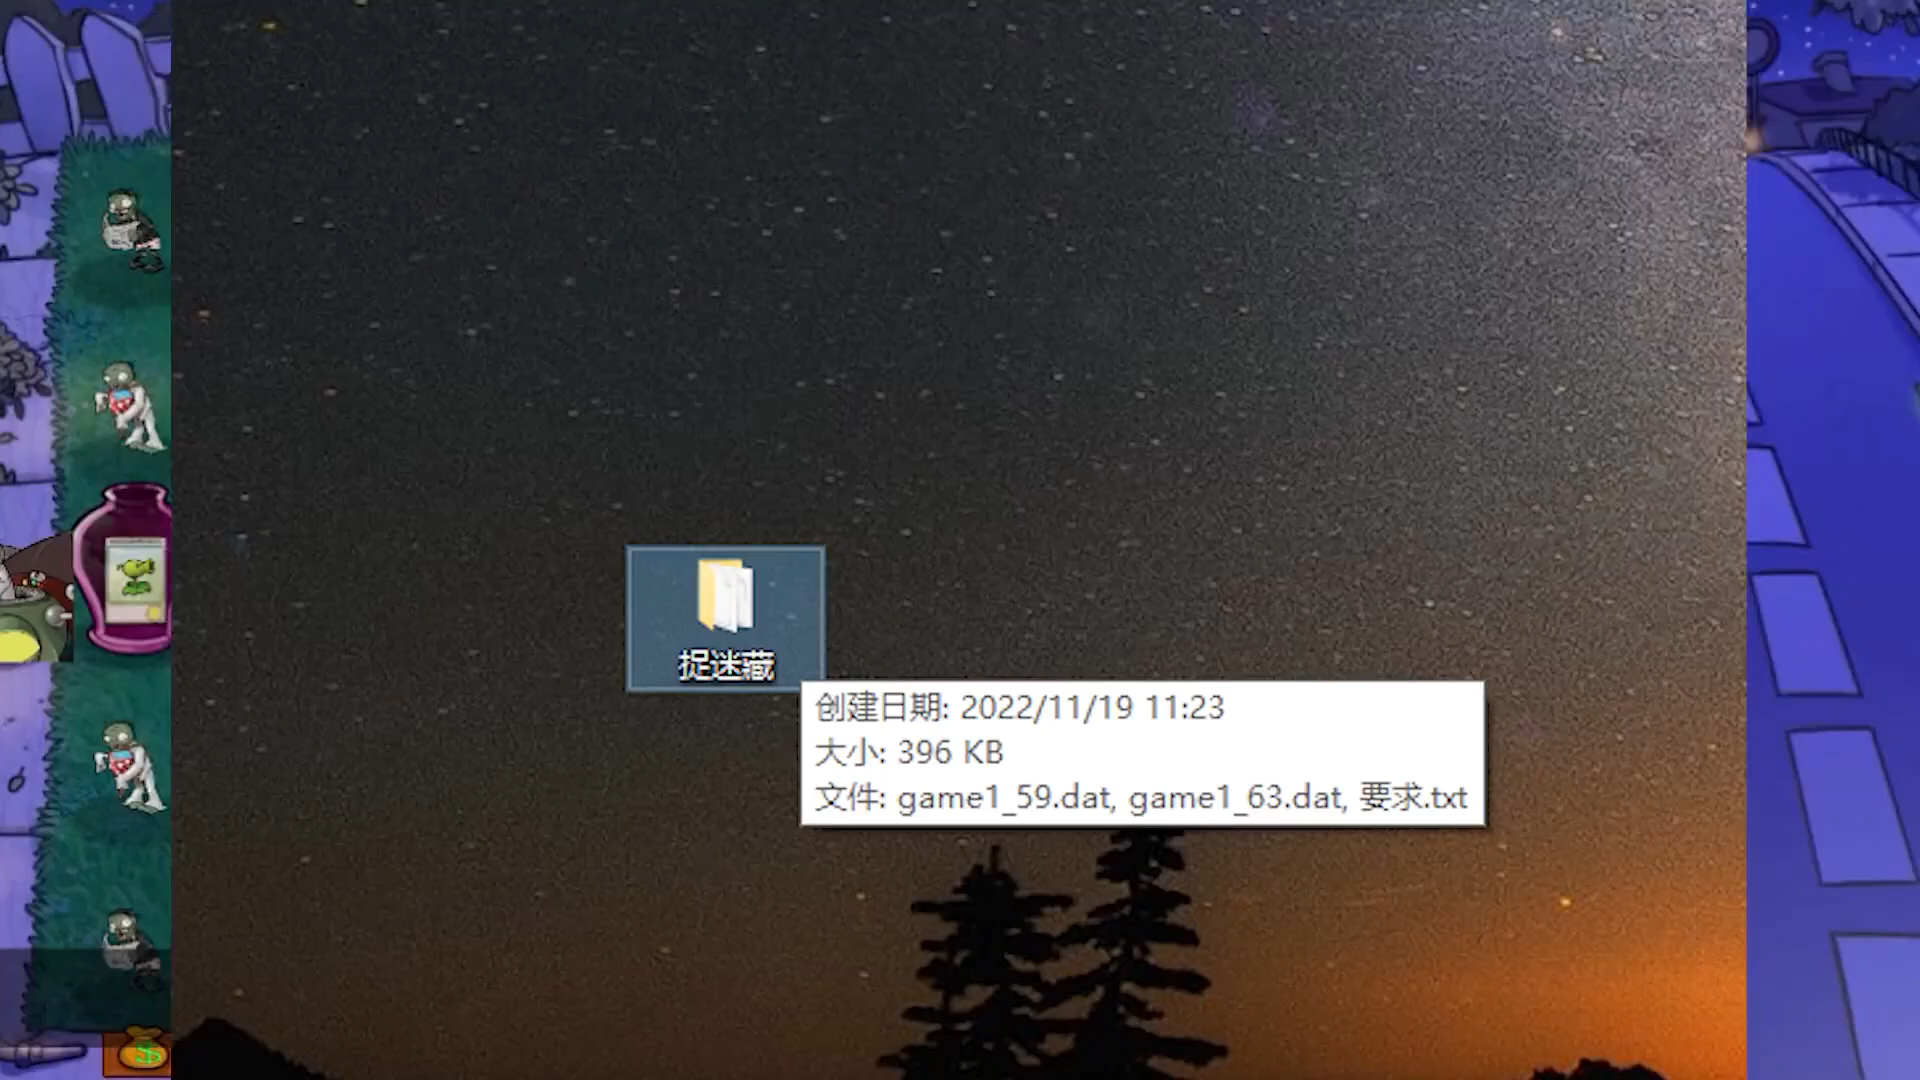 捉迷藏
创建日期: 2022/11/19 11:23
大小: 396 KB
文件: game1_59.dat, game1_63.dat, 要求.txt